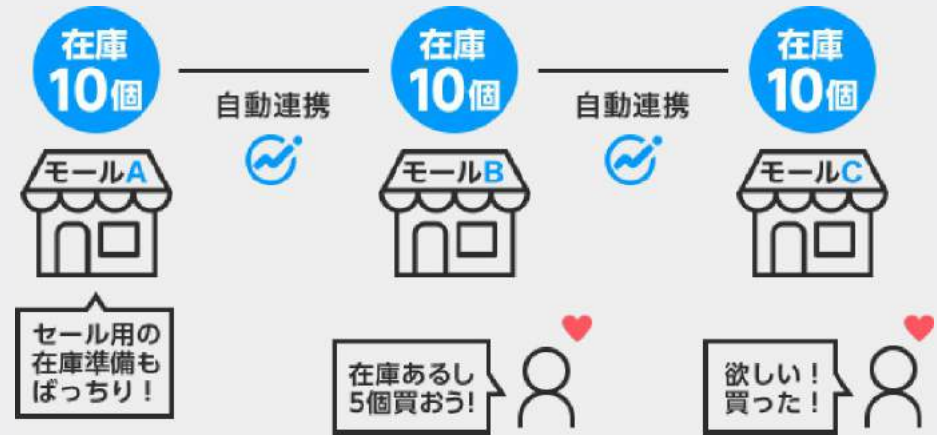 在庫
10個
在庫
10個
在庫
10個
自動連携
自動連携
モールA
モールB
モールC
セール用の
在庫準備も
ばっちり！
在庫あるし
5個買おう!
欲しい！
買った！